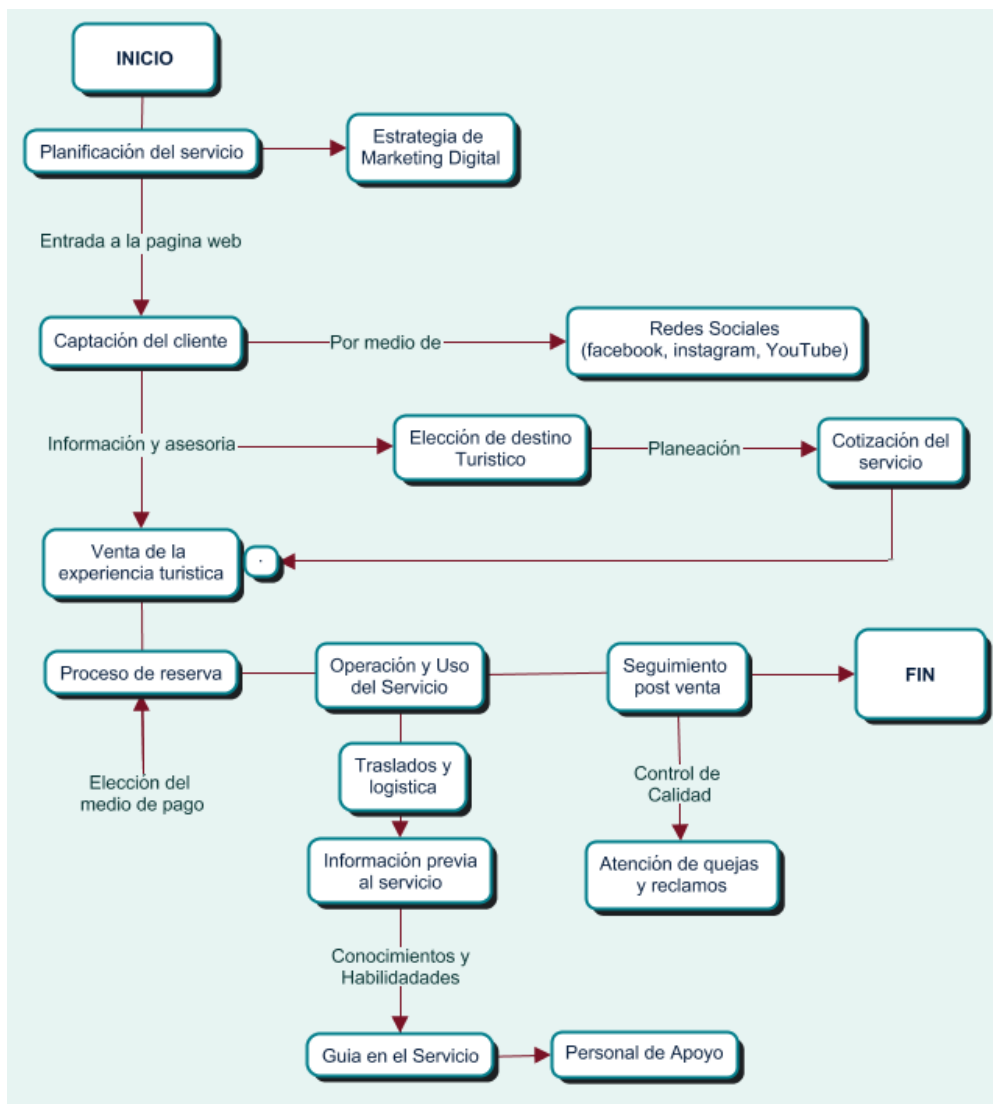 INICIO
Planificación del servicio
Estrategia de
Marketing Digital
Entrada a la pagina web
Captación del cliente
Por medio de
Redes Sociales
(facebook, instagram, YouTube)
Información y asesoria
Elección de destino
Turistico
Planeación
Cotización del
servicio
Venta de la
experiencia turistica
.
Proceso de reserva
Operación y Uso
del Servicio
Seguimiento
post venta
FIN
Elección del
medio de pago
Traslados y
logistica
Control de
Calidad
Información previa
al servicio
Atención de quejas
y reclamos
Conocimientos y
Habilidadades
Guia en el Servicio
Personal de Apoyo